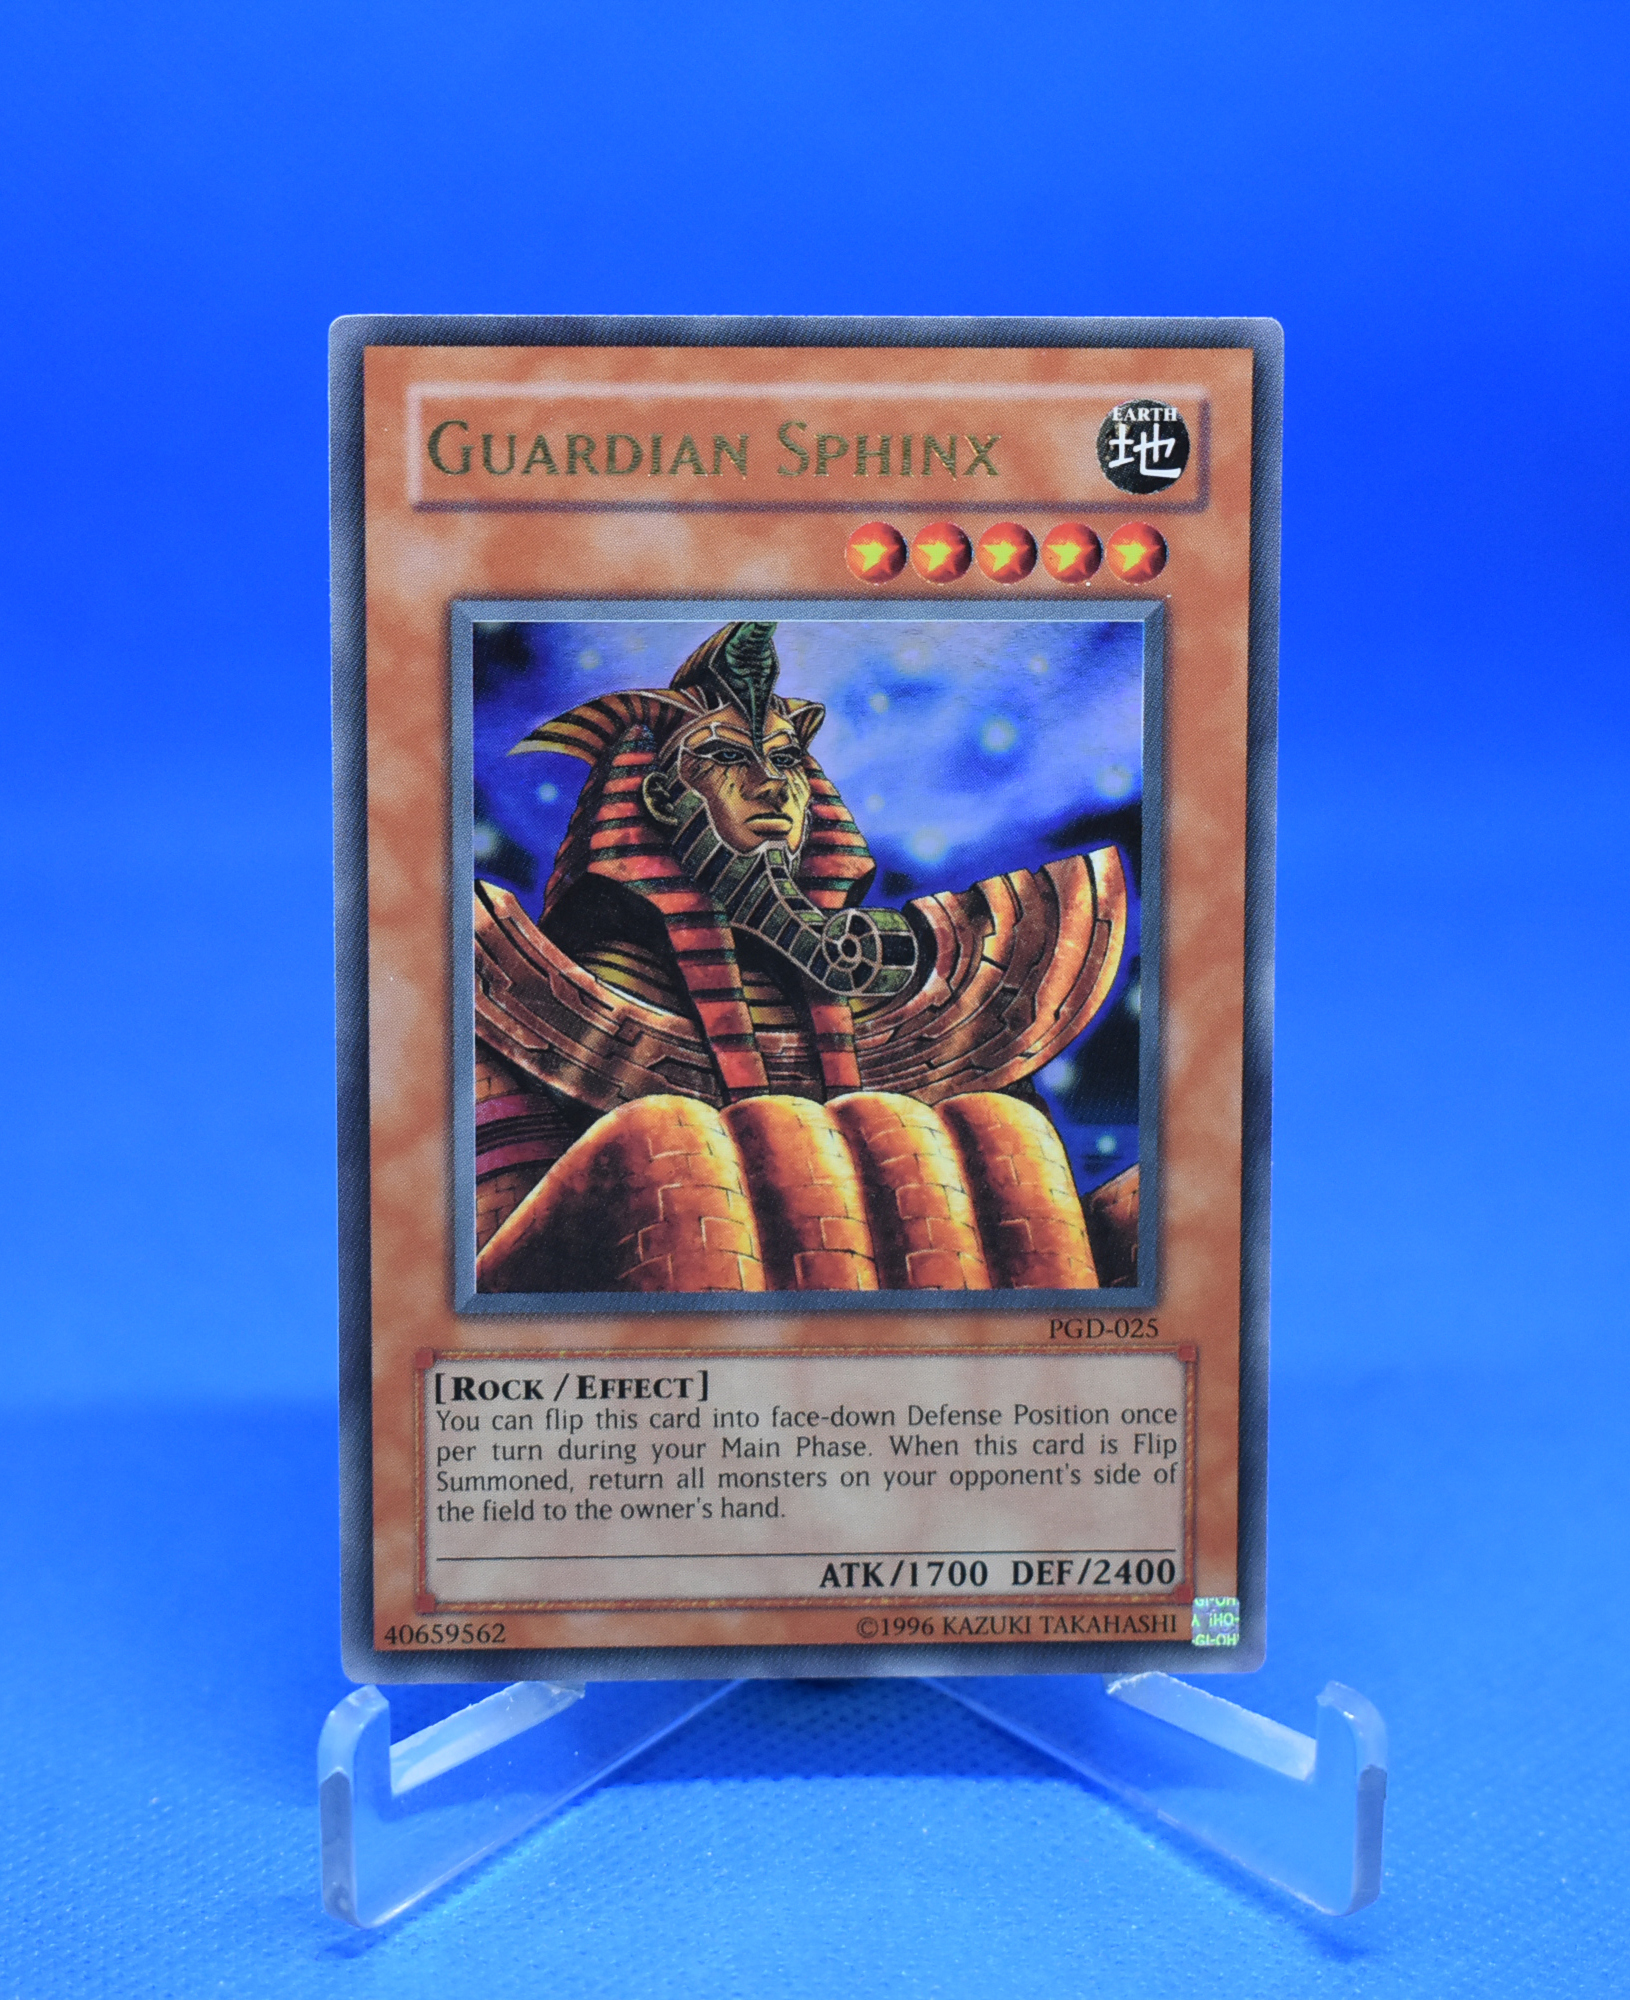 GUARDIAN SPHINX
EARTH
地
PGD-025
[ROCK / EFFECT]
You can flip this card into face-down Defense Position once
per turn during your Main Phase. When this card is Flip
Summoned, return all monsters on your opponent's side of
the field to the owner's hand.
ATK/1700 DEF/2400
40659562
©1996 KAZUKI TAKAHASHI